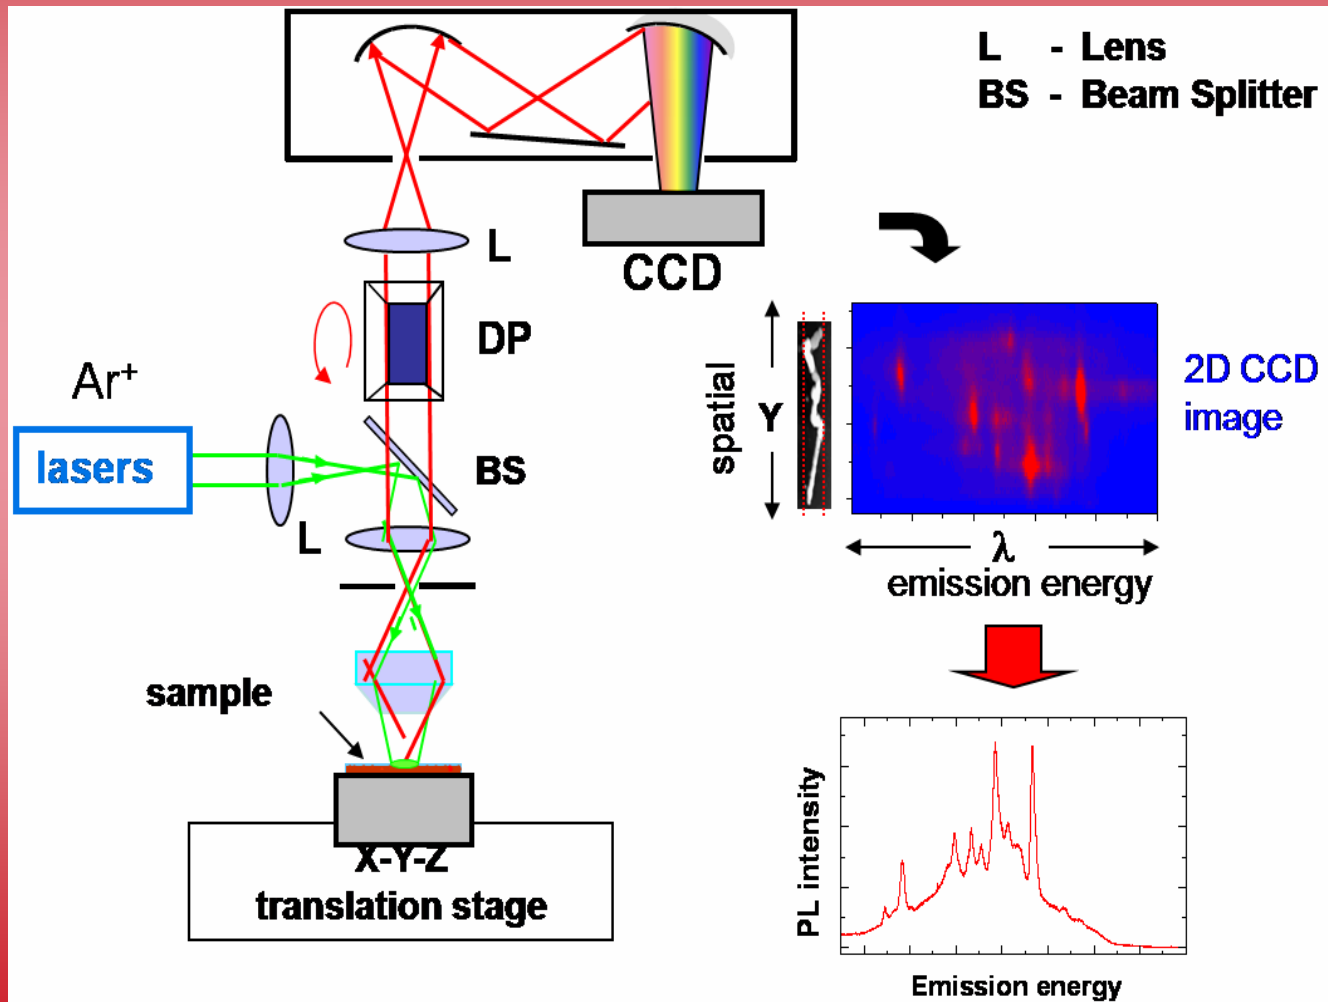 L - Lens
BS - Beam Splitter
L
CCD
DP
Ar+
lasers
BS
L
sample
X-Y-Z
translation stage
spatial
Y
2D CCD
image
λ
emission energy
PL intensity
Emission energy